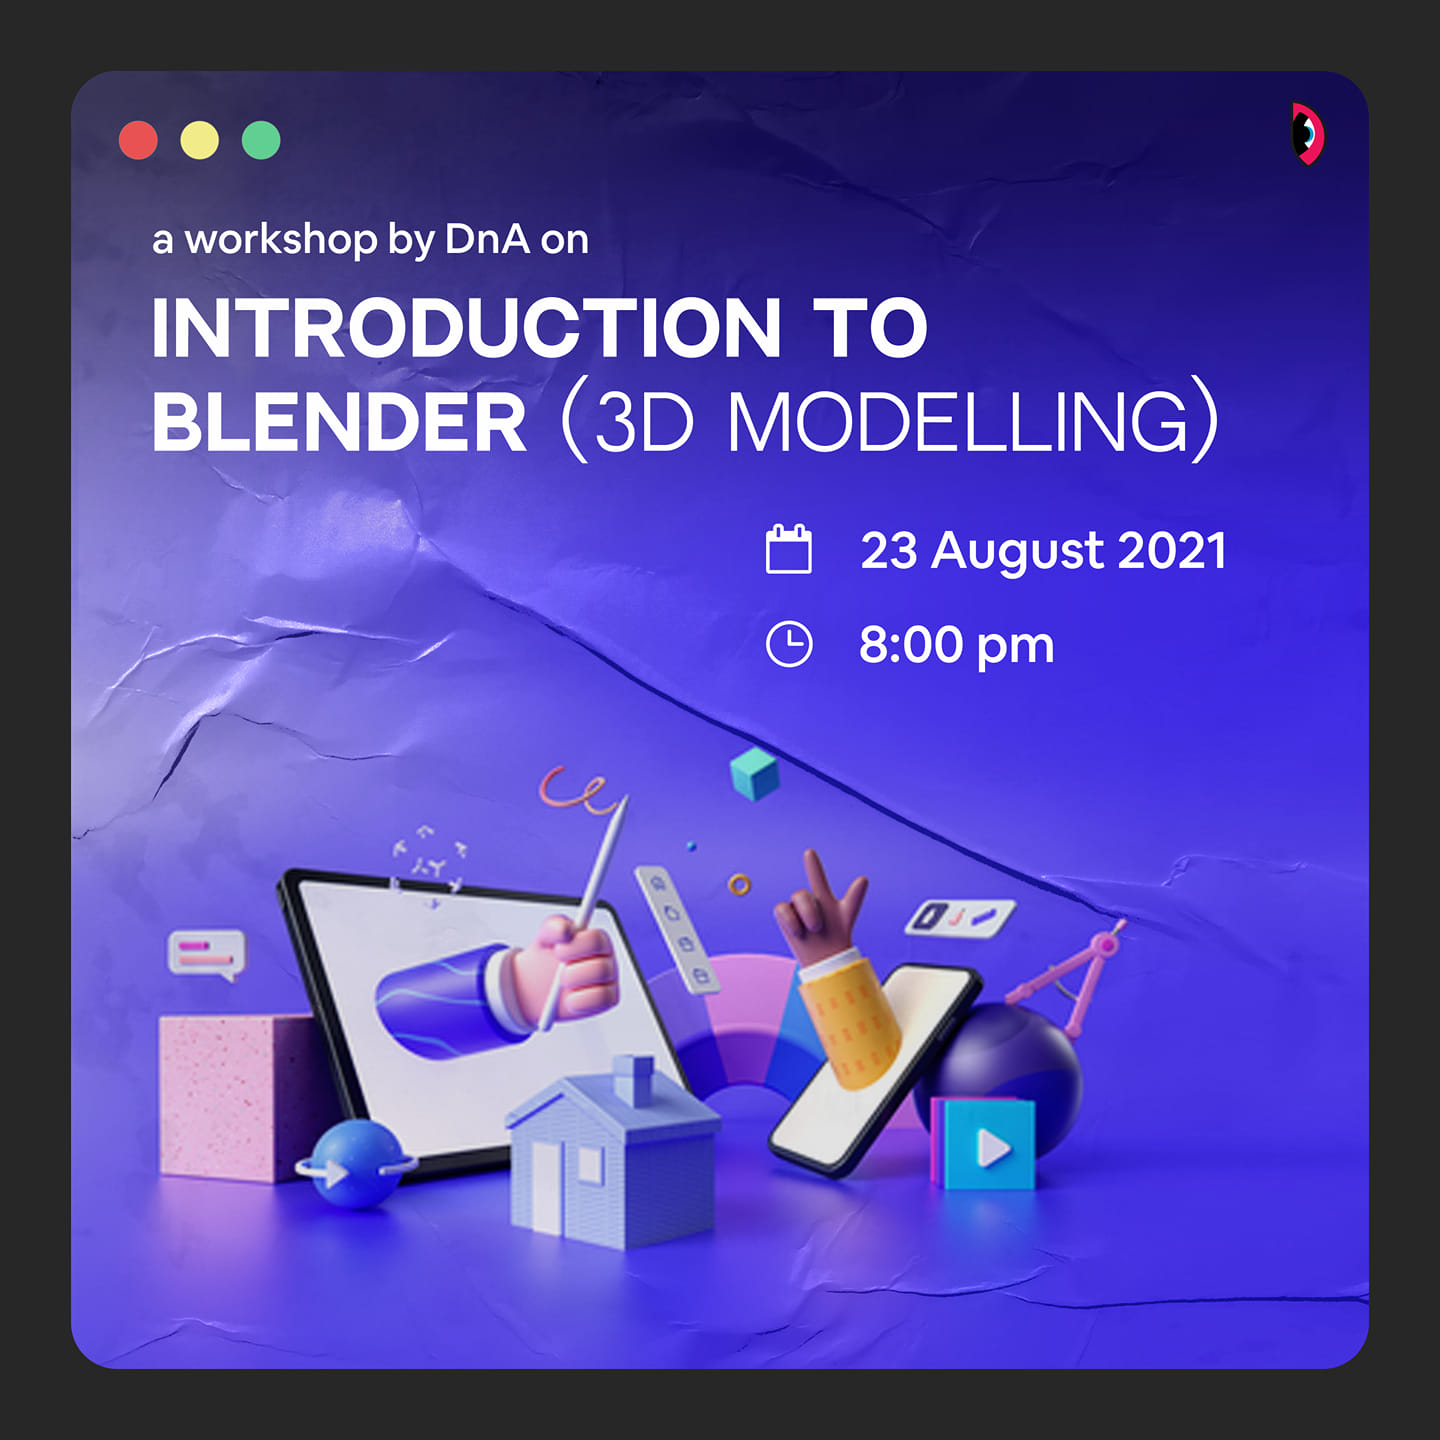 a workshop by DnA on
INTRODUCTION TO
BLENDER (3D MODELLING)
23 August 2021
8:00 pm